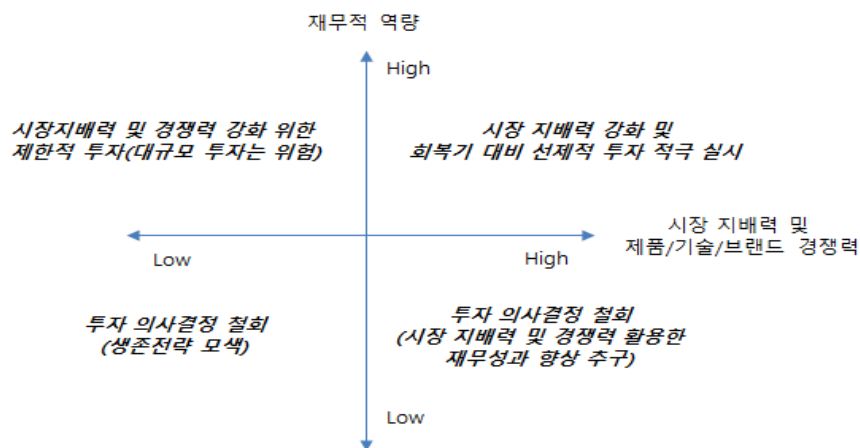 재무적 역량
High
시장지배력 및 경쟁력 강화 위한
제한적 투자(대규모 투자는 위험)
시장 지배력 강화 및
회복기 대비 선제적 투자 적극 실시
시장 지배력 및
제품/기술/브랜드 경쟁력
Low
High
투자 의사결정 철회
(생존전략 모색)
투자 의사결정 철회
(시장 지배력 및 경쟁력 활용한
재무성과 향상 추구)
Low